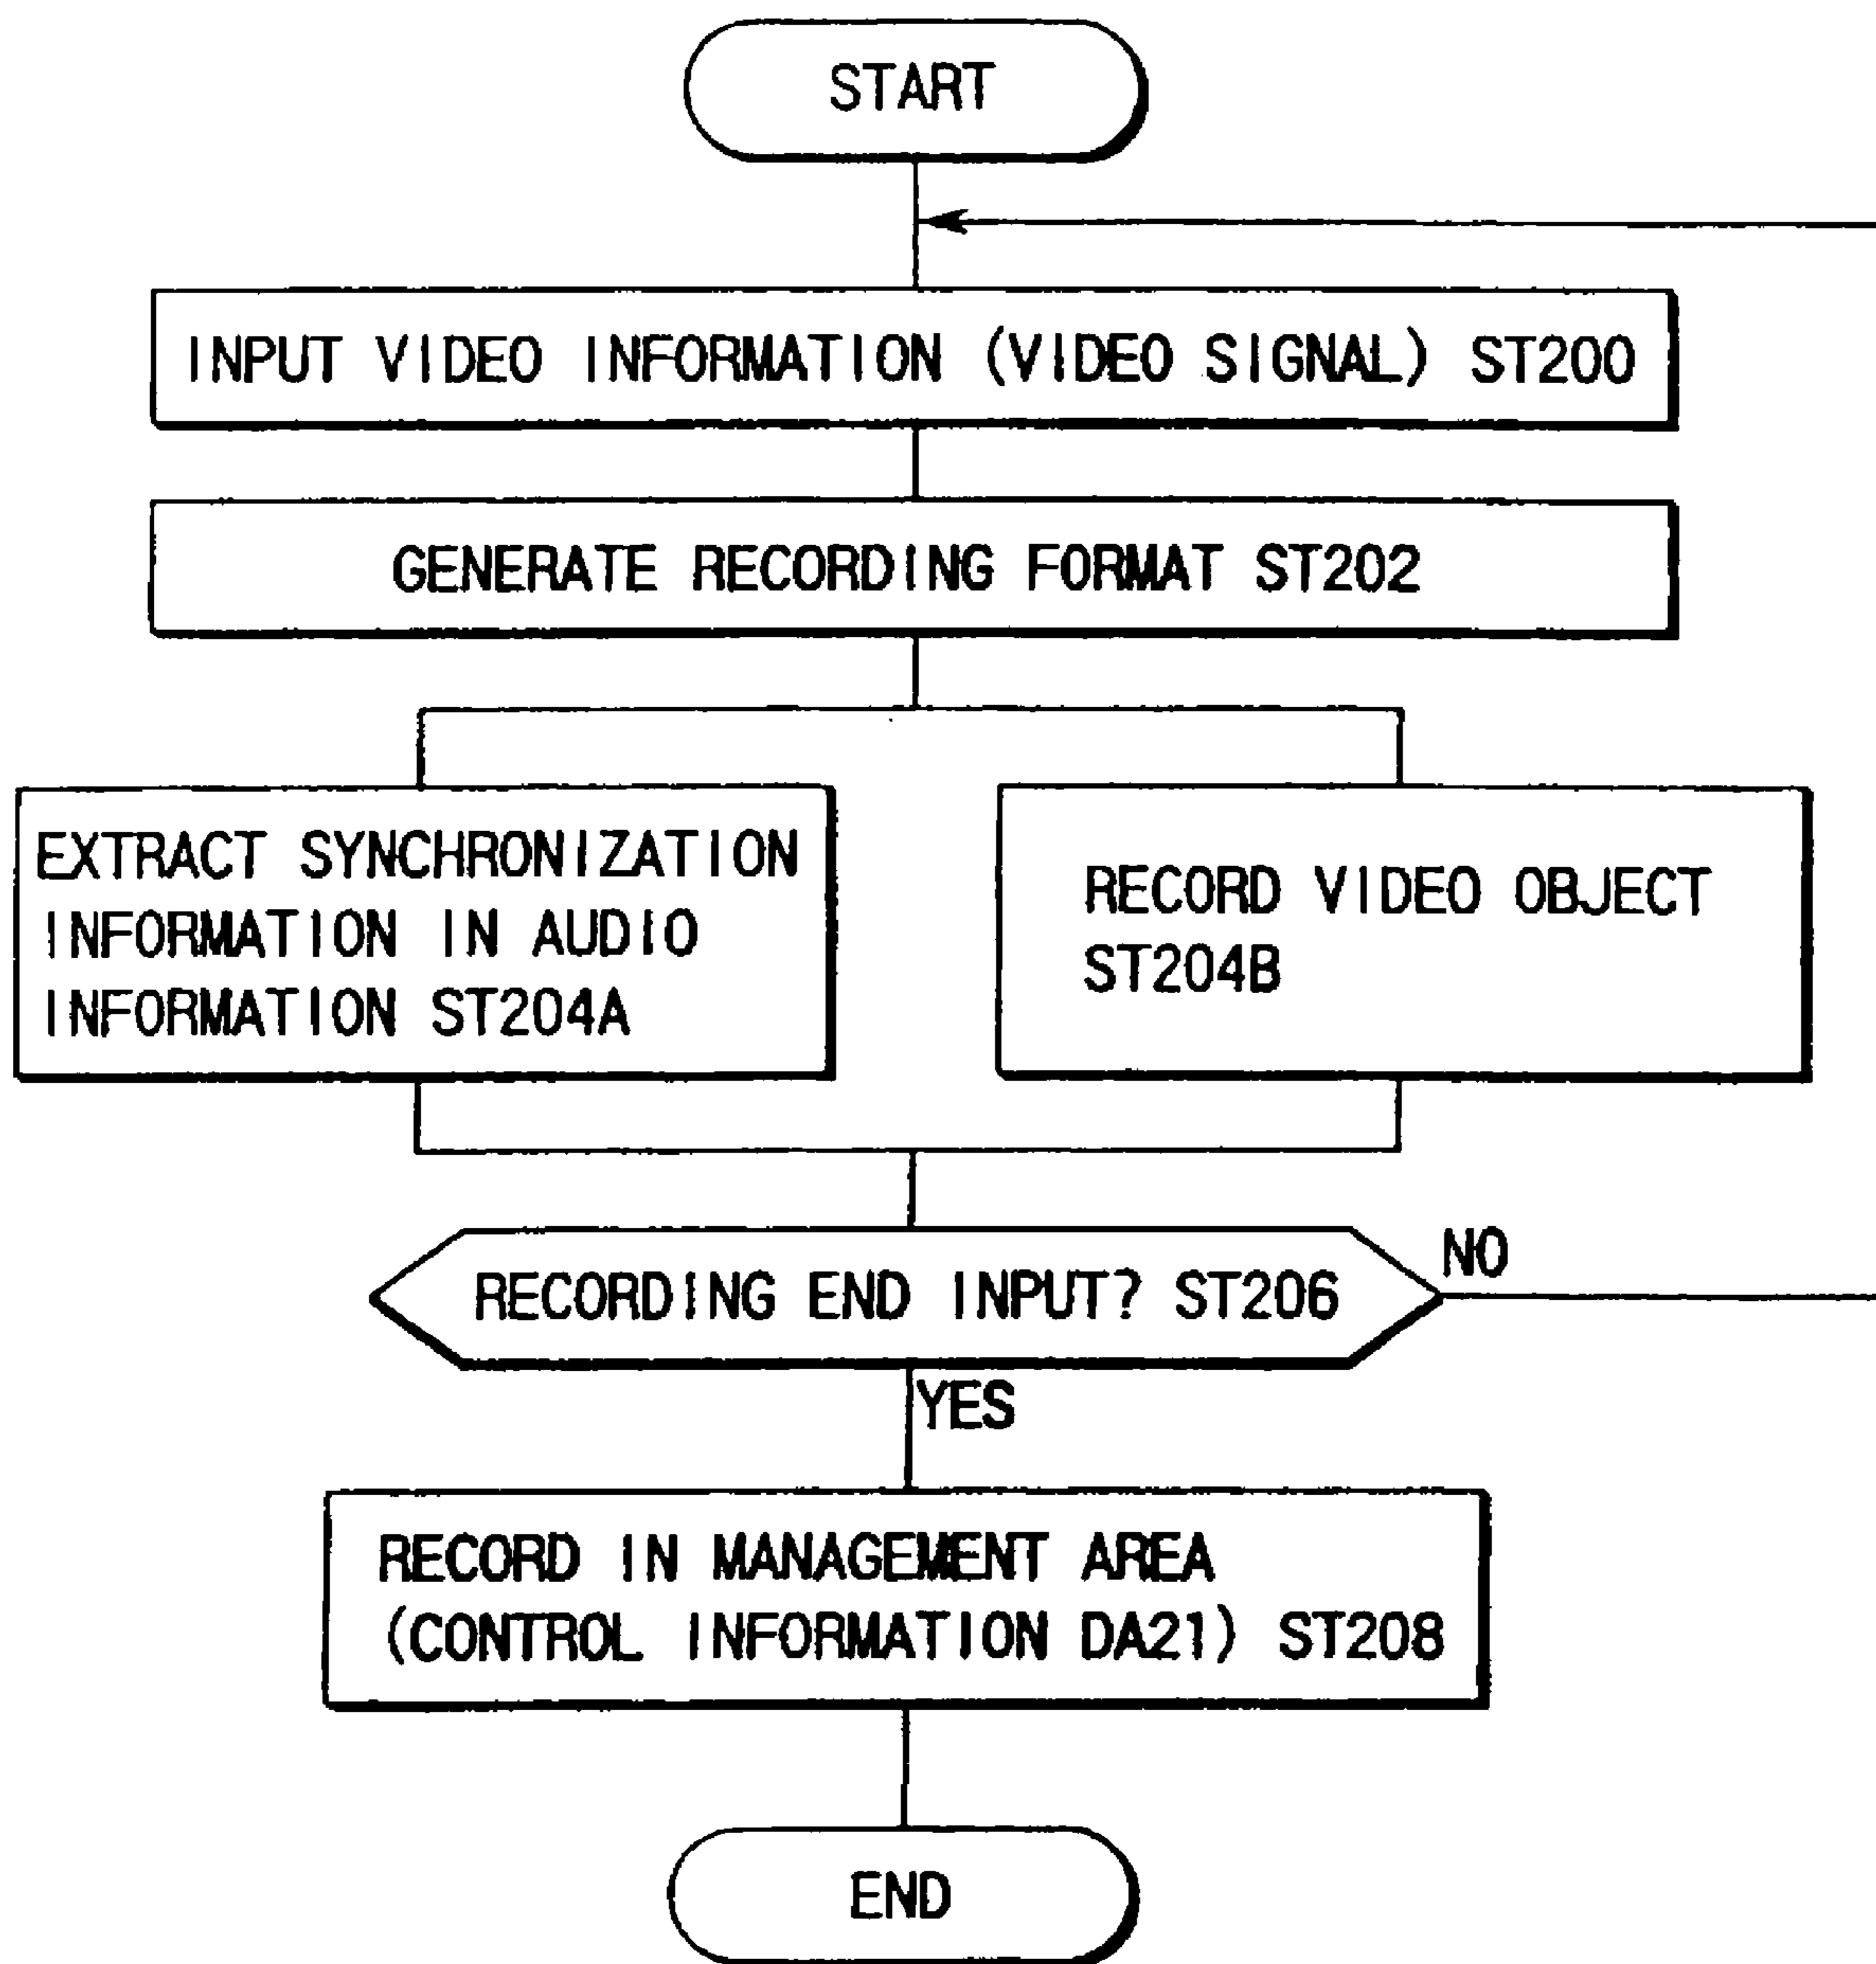 START
INPUT VIDEO INFORMATION (VIDEO SIGNAL) ST200
GENERATE RECORDING FORMAT ST202
EXTRACT SYNCHRONIZATION
INFORMATION IN AUDIO
INFORMATION ST204A
RECORD VIDEO OBJECT
ST204B
RECORDING END INPUT? ST206
NO
YES
RECORD IN MANAGEMENT AREA
(CONTROL INFORMATION DA21) ST208
END